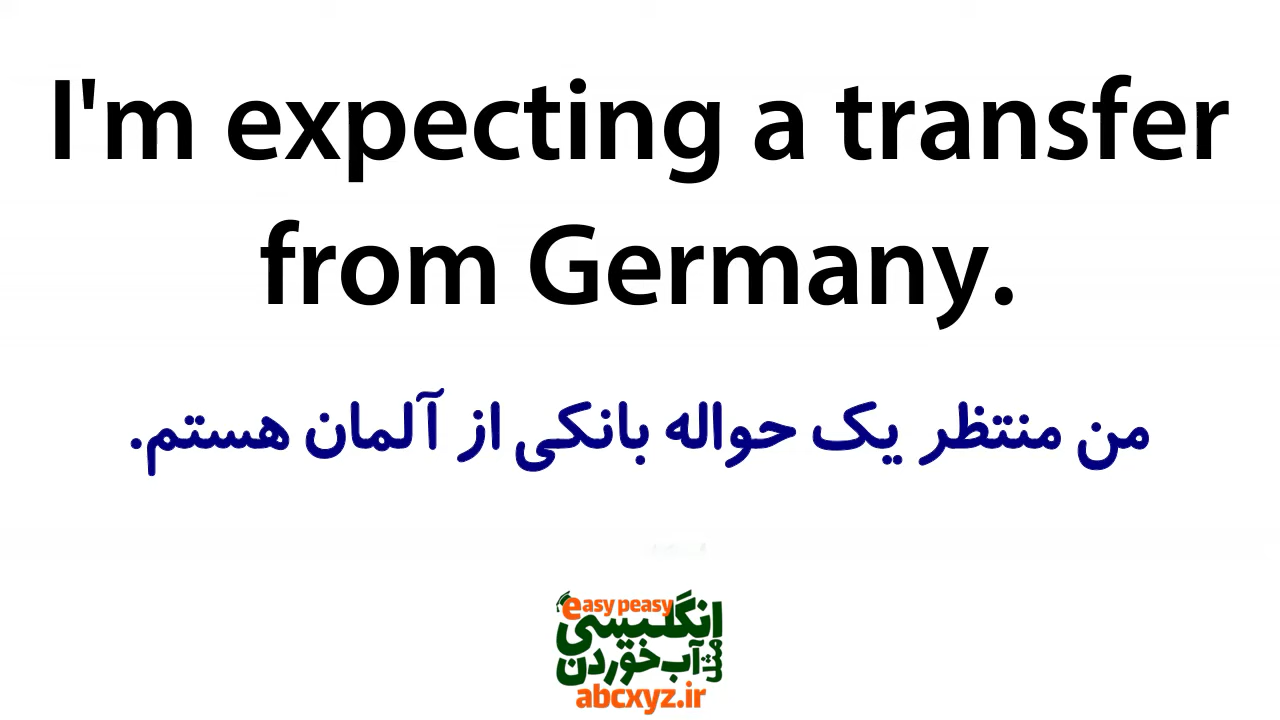 I'm expecting a transfer
from Germany.
من منتظر یک حواله بانکی از آلمان هستم.
easy peasy
انگلیسی
مثل
آب خوردن
abcxyz.ir